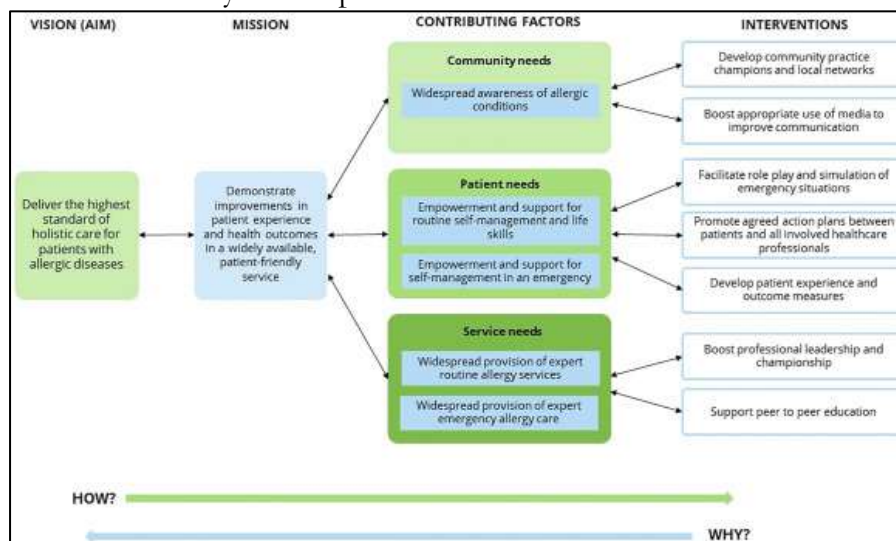 VISION (AIM)
MISSION
CONTRIBUTING FACTORS
INTERVENTIONS
Deliver the highest
standard of
holistic care for
patients with
allergic diseases
Demonstrate
improvements in
patient experience
and health outcomes
in a widely available,
patient-friendly
service
Community needs
Widespread awareness of allergic
conditions
Patient needs
Empowerment and support for
routine self-management and life
skills
Empowerment and support for
self-management in an emergency
Service needs
Widespread provision of expert
routine allergy services
Widespread provision of expert
emergency allergy care
Develop community practice
champions and local networks
Boost appropriate use of media to
improve communication
Facilitate role play and simulation of
emergency situations
Promote agreed action plans between
patients and all involved healthcare
professionals
Develop patient experience and
outcome measures
Boost professional leadership and
championship
Support peer to peer education
HOW?
WHY?